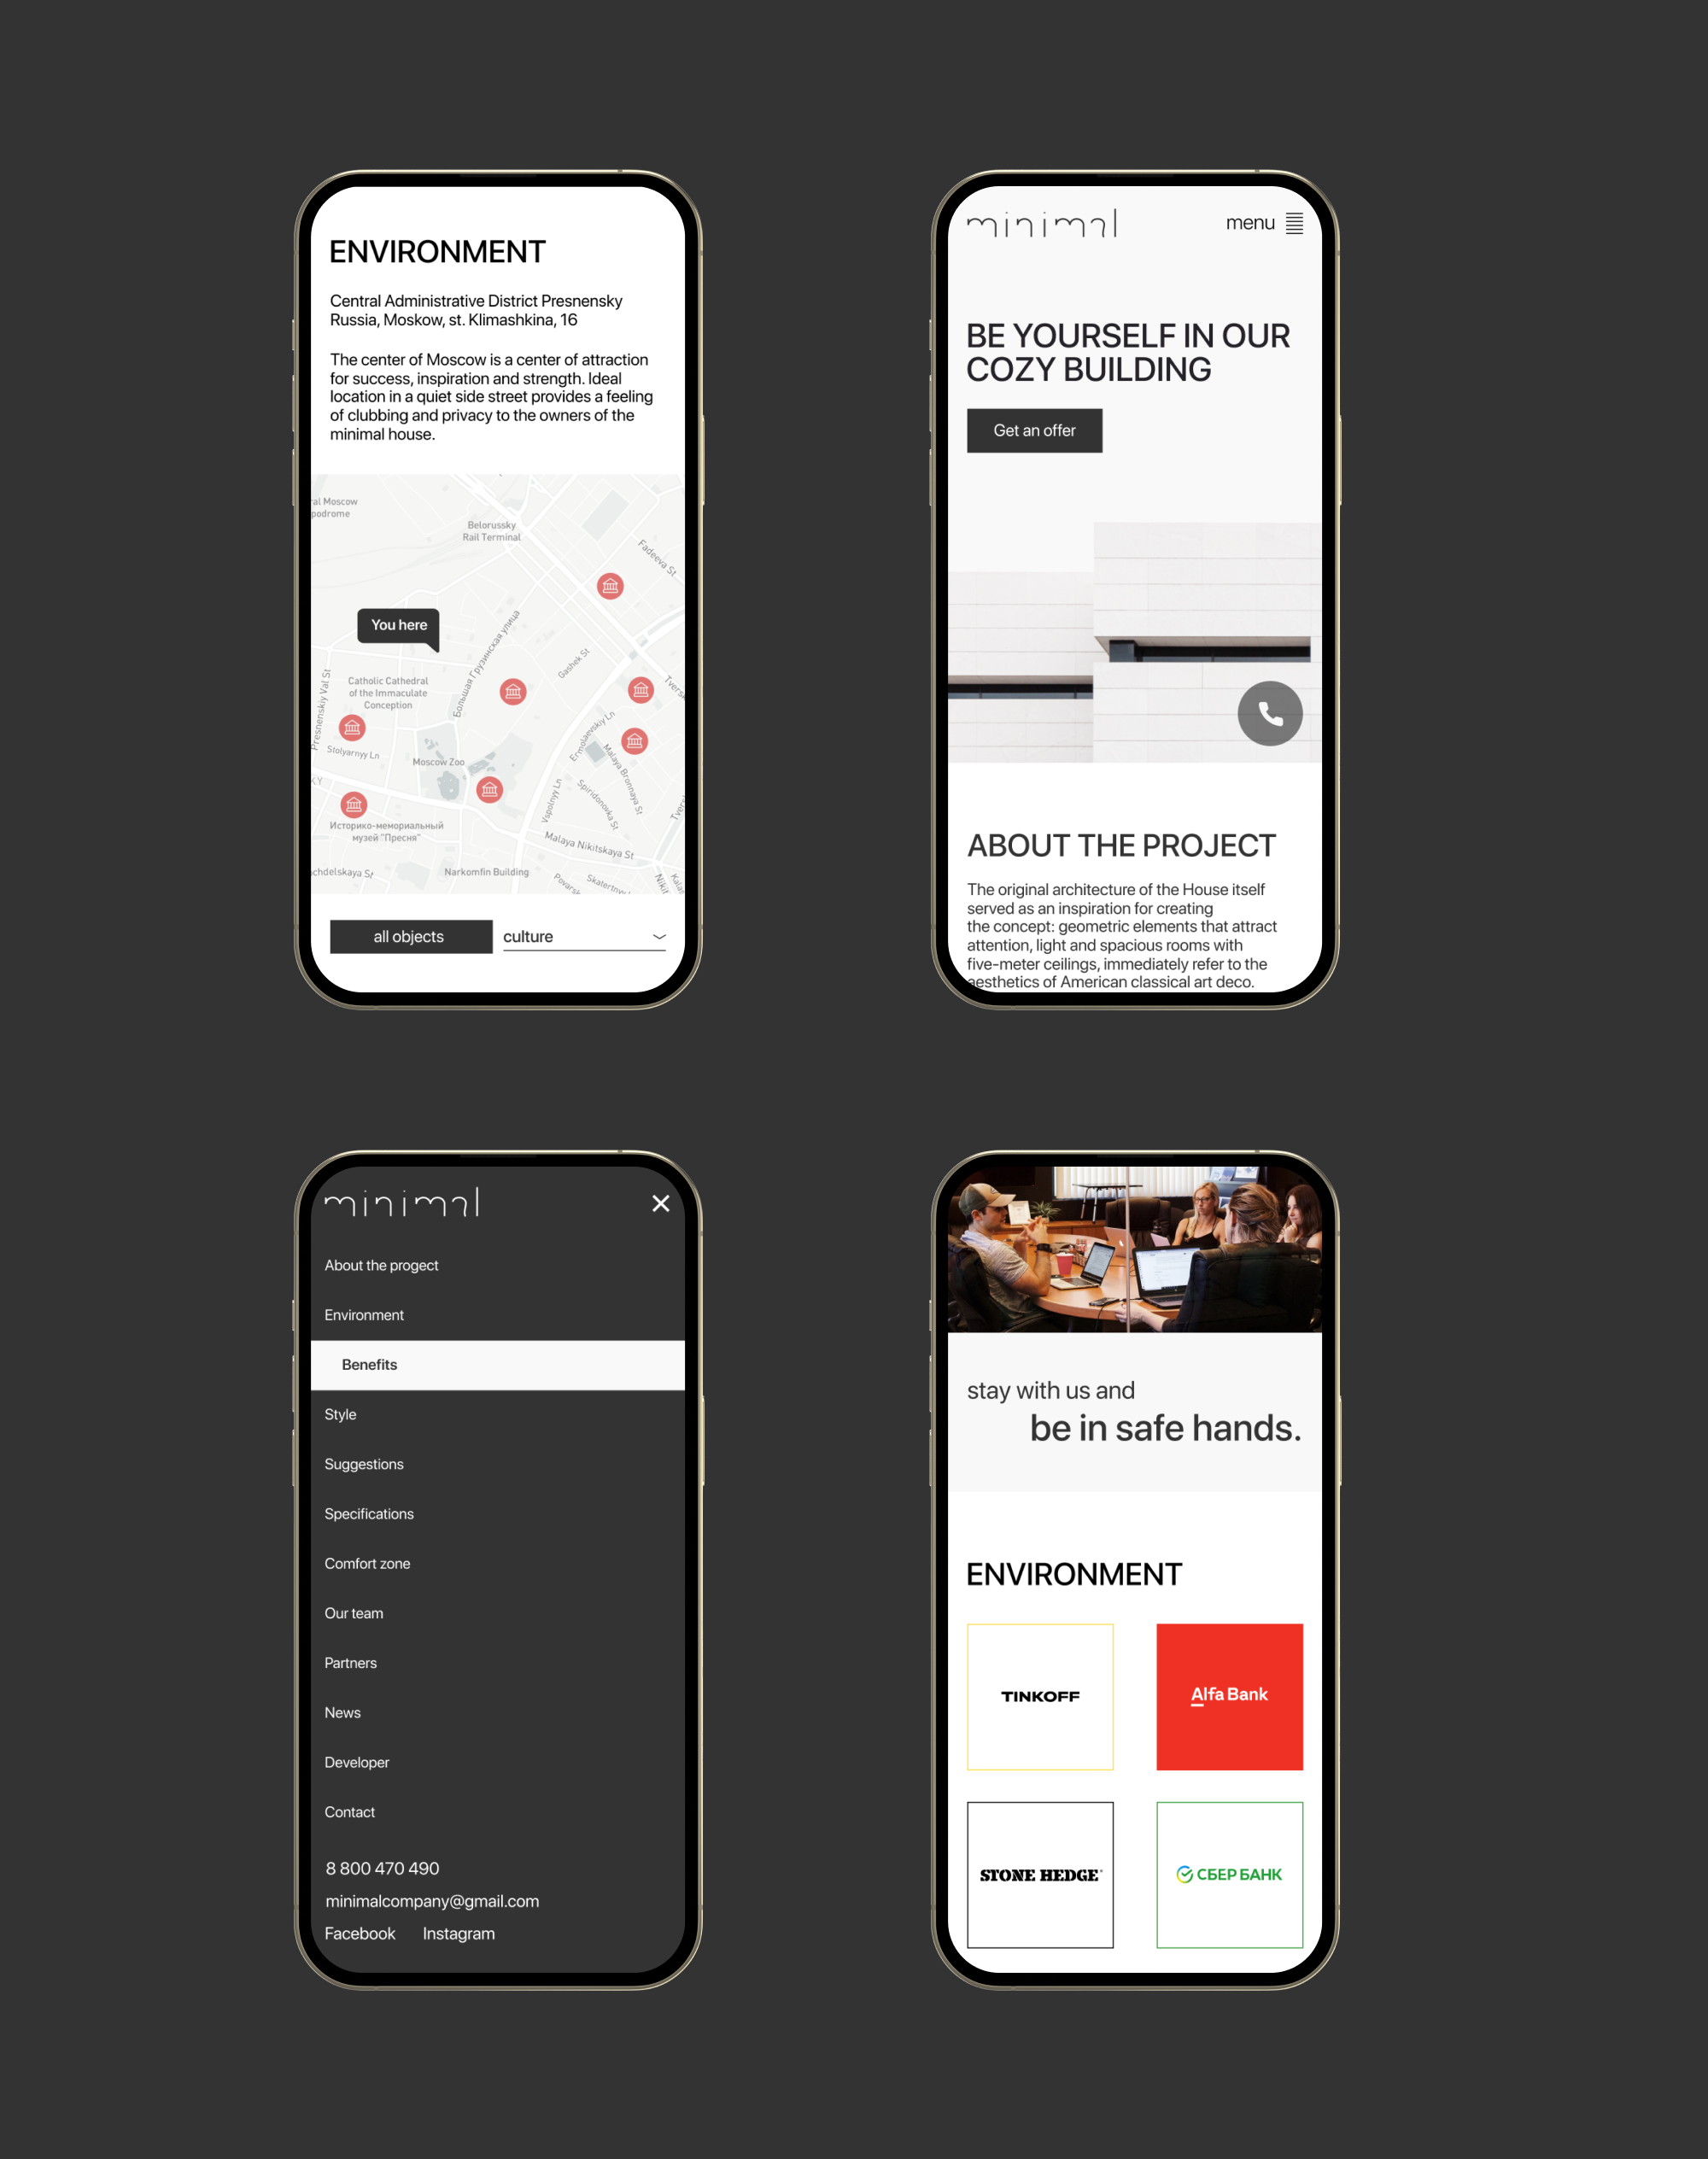 ENVIRONMENT
Central Administrative District Presnensky
Russia, Moskow, st. Klimashkina, 16
The center of Moscow is a center of attraction
for success, inspiration and strength. Ideal
location in a quiet side street provides a feeling
of clubbing and privacy to the owners of the
minimal house.
ral Moscow
podrome
Belorussky
Rail Terminal
Fadeeva St
You here
Большая Грузинская улица
Gashek St
Presnenskiy Val St
Catholic Cathedral
of the Immaculate
Conception
Tversk
Stolyarnyy Ln
Moscow Zoo
Ermolaevskiy Ln
Malaya Bronnaya St
KY
Vspolnyy Ln
Spiridonovka St
Tvers
Историко-мемориальный
музей "Пресня"
Malaya Nikitskaya St
chdelskaya St
Narkomfin Building
Povarsk
Skatertnyy
Nikit
Kalas
all objects
culture
minimal
menu
BE YOURSELF IN OUR
COZY BUILDING
Get an offer
ABOUT THE PROJECT
The original architecture of the House itself
served as an inspiration for creating
the concept: geometric elements that attract
attention, light and spacious rooms with
five-meter ceilings, immediately refer to the
aesthetics of American classical art deco.
minimal
About the progect
Environment
Benefits
Style
Suggestions
Specifications
Comfort zone
Our team
Partners
News
Developer
Contact
8 800 470 490
minimalcompany@gmail.com
Facebook Instagram
stay with us and
be in safe hands.
ENVIRONMENT
TINKOFF
Alfa Bank
STONE HEDGE
СБЕР БАНК